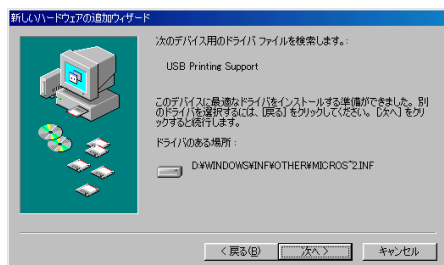 新しいハードウェアの追加ウィザード
次のデバイス用のドライバ ファイルを検索します。:
USB Printing Support
このデバイスに最適なドライバをインストールする準備ができました。別
のドライバを選択するには、[戻る] をクリックしてください。[次へ] をクリ
ックすると続行します。
ドライバのある場所:
D:¥WINDOWS¥INF¥OTHER¥MICROS~2.INF
< 戻る(B)
次へ >
キャンセル